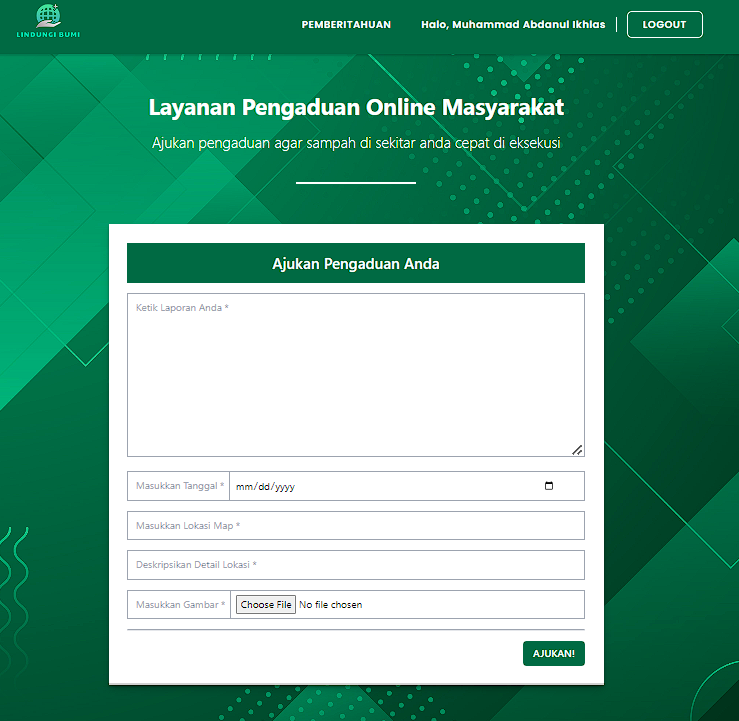 LINDUNGI BUMI
PEMBERITAHUAN
Halo, Muhammad Abdanul Ikhlas
LOGOUT
Layanan Pengaduan Online Masyarakat
Ajukan pengaduan agar sampah di sekitar anda cepat di eksekusi
Ajukan Pengaduan Anda
Ketik Laporan Anda *
Masukkan Tanggal * mm/dd/yyyy
Masukkan Lokasi Map *
Deskripsikan Detail Lokasi *
Masukkan Gambar * Choose File No file chosen
AJUKAN!